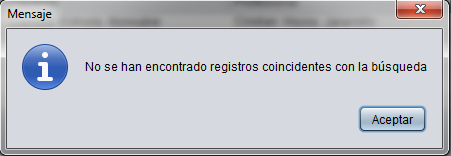 Mensaje
No se han encontrado registros coincidentes con la búsqueda
Aceptar